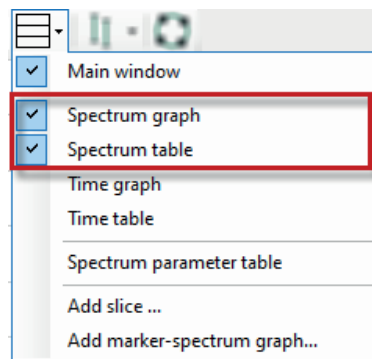 Main window
Spectrum graph
Spectrum table
Time graph
Time table
Spectrum parameter table
Add slice ...
Add marker-spectrum graph...